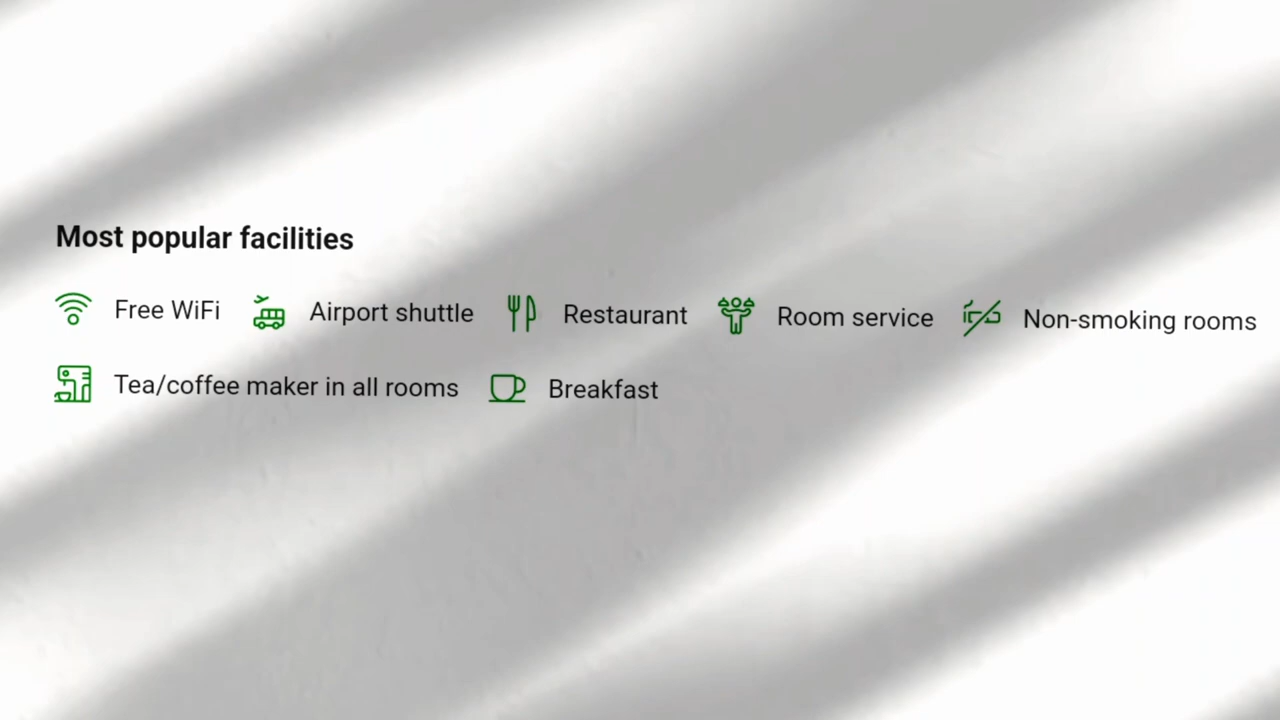 Most popular facilities
Free WiFi Airport shuttle Restaurant Room service Non-smoking rooms
Tea/coffee maker in all rooms Breakfast